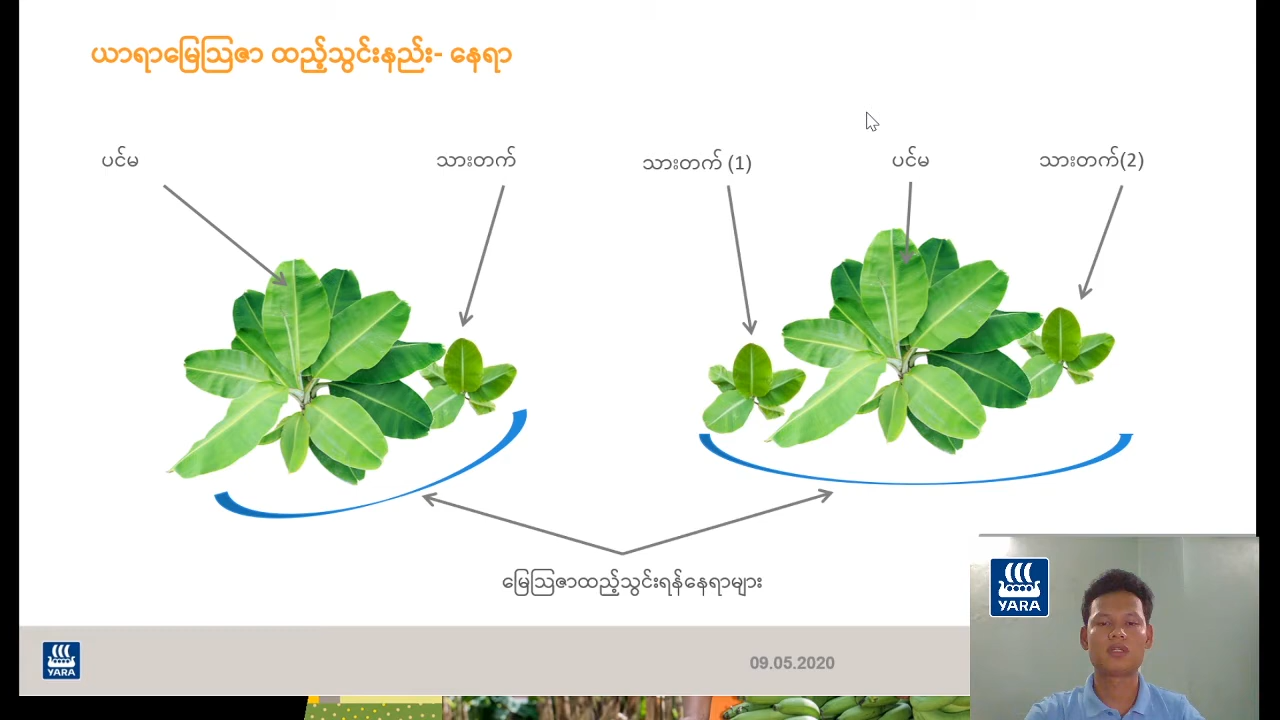 ယာရာမြေသြဇာ ထည့်သွင်းနည်း- နေရာ
ပင်မ
သားတက်
သားတက် (1)
ပင်မ
သားတက်(2)
မြေသြဇာထည့်သွင်းရန်နေရာများ
YARA
YARA
09.05.2020